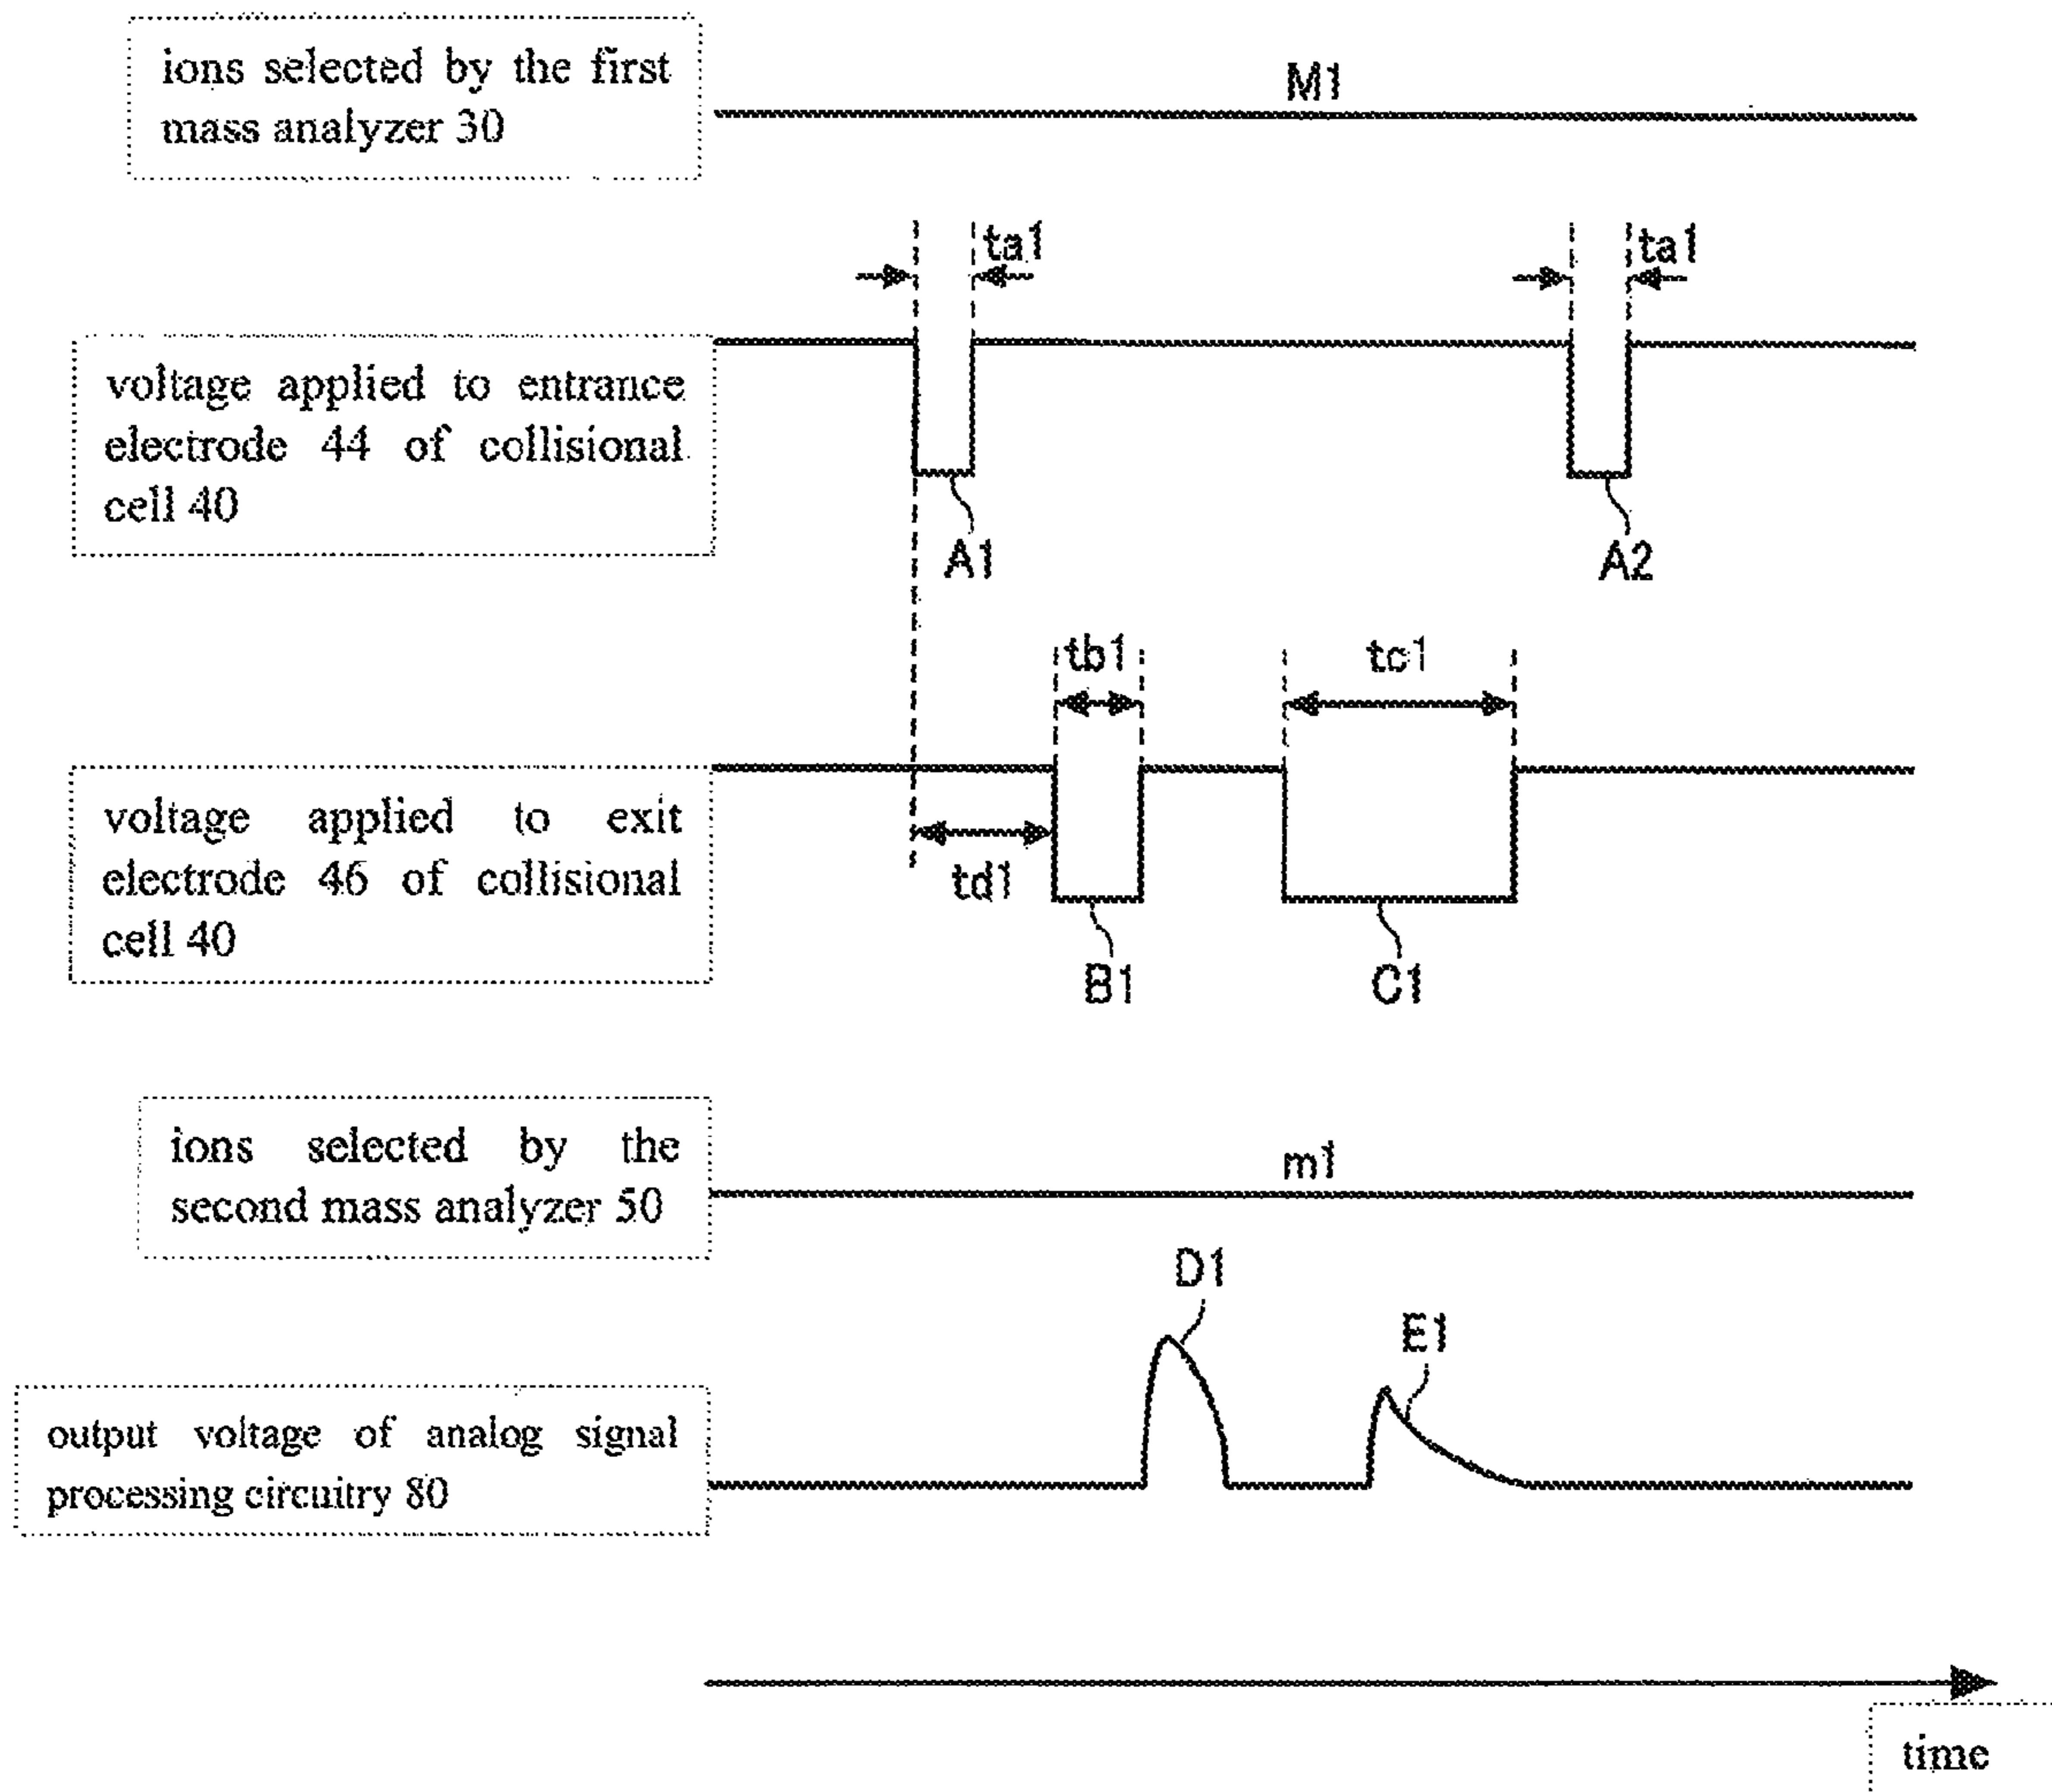 ions selected by the first
mass analyzer 30
M1
ta1
ta1
voltage applied to entrance
electrode 44 of collisional
cell 40
A1
A2
tb1
tc1
voltage applied to exit
electrode 46 of collisional
cell 40
td1
B1
C1
ions selected by the
second mass analyzer 50
m1
D1
E1
output voltage of analog signal
processing circuitry 80
time